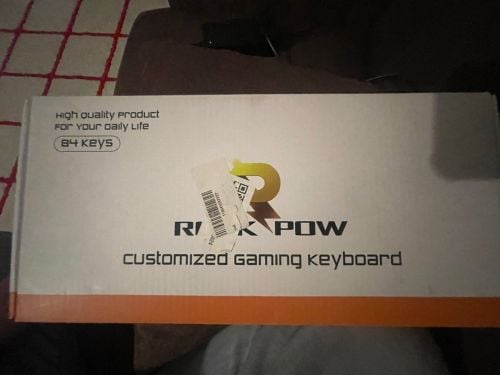 High Quality Product
For Your Daily Life
84 Keys
POW
Customized Gaming Keyboard